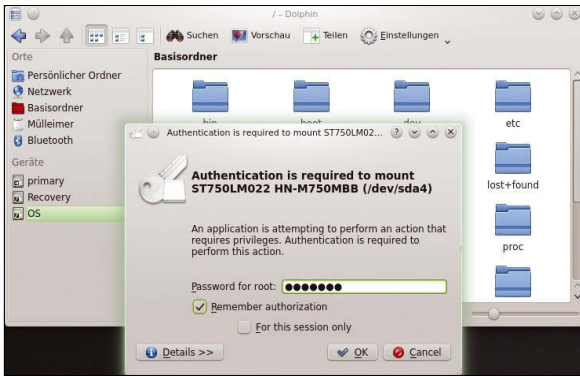 / – Dolphin
Suchen
Vorschau
Teilen
Einstellungen
Orte
Basisordner
Persönlicher Ordner
Netzwerk
Basisordner
Mülleimer
Bluetooth
Geräte
primary
Recovery
OS
bin
boot
dev
etc
lost+found
proc
Authentication is required to mount ST750LM02...
Authentication is required to mount
ST750LM022 HN-M750MBB (/dev/sda4)
An application is attempting to perform an action that
requires privileges. Authentication is required to
perform this action.
Password for root: ●●●●●●●
Remember authorization
For this session only
Details >>
OK
Cancel